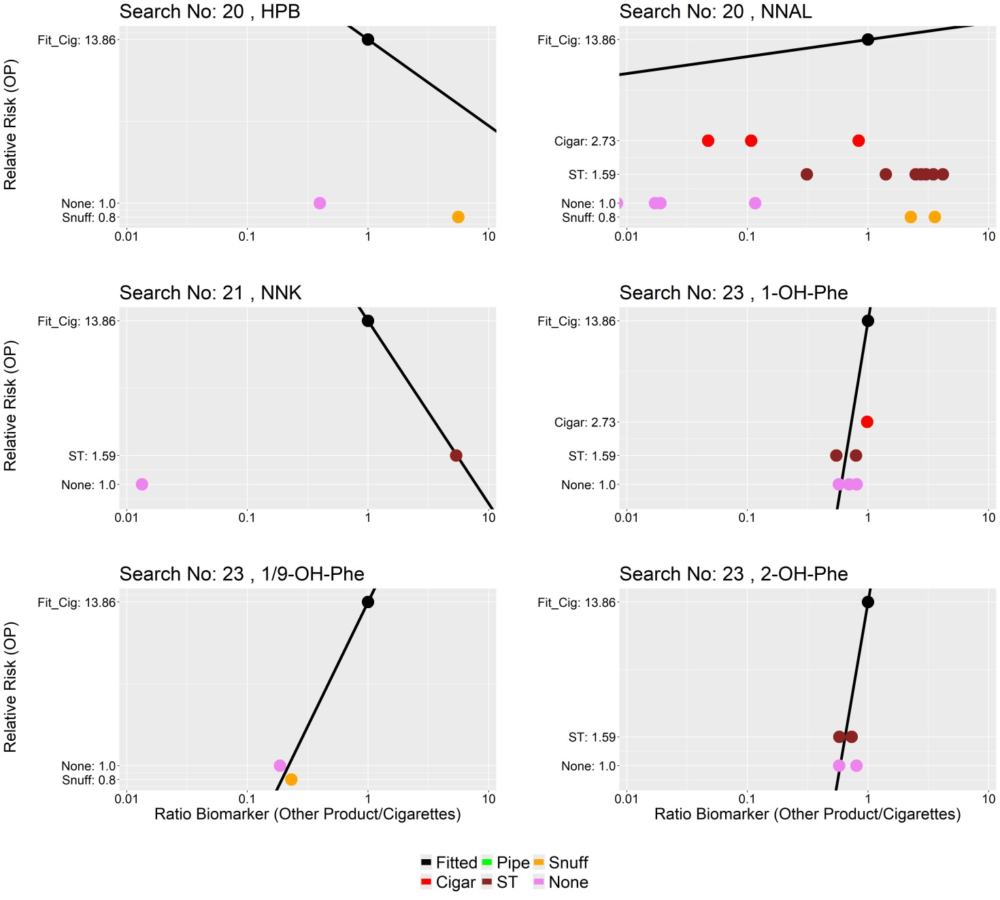 Search No: 20 , HPB
Relative Risk (OP)
Fit_Cig: 13.86
None: 1.0
Snuff: 0.8
0.01 0.1 1 10
Search No: 20 , NNAL
Fit_Cig: 13.86
Cigar: 2.73
ST: 1.59
None: 1.0
Snuff: 0.8
0.01 0.1 1 10
Search No: 21 , NNK
Relative Risk (OP)
Fit_Cig: 13.86
ST: 1.59
None: 1.0
0.01 0.1 1 10
Search No: 23 , 1-OH-Phe
Fit_Cig: 13.86
Cigar: 2.73
ST: 1.59
None: 1.0
0.01 0.1 1 10
Search No: 23 , 1/9-OH-Phe
Relative Risk (OP)
Fit_Cig: 13.86
None: 1.0
Snuff: 0.8
0.01 0.1 1 10
Ratio Biomarker (Other Product/Cigarettes)
Search No: 23 , 2-OH-Phe
Fit_Cig: 13.86
ST: 1.59
None: 1.0
0.01 0.1 1 10
Ratio Biomarker (Other Product/Cigarettes)
Fitted Pipe Snuff
Cigar ST None